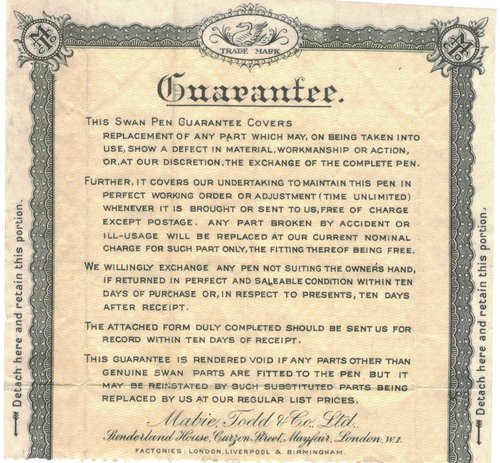 TRADE MARK
Guarantee.
THIS SWAN PEN GUARANTEE COVERS
REPLACEMENT OF ANY PART WHICH MAY, ON BEING TAKEN INTO
USE, SHOW A DEFECT IN MATERIAL, WORKMANSHIP OR ACTION,
OR, AT OUR DISCRETION, THE EXCHANGE OF THE COMPLETE PEN.
FURTHER, IT COVERS OUR UNDERTAKING TO MAINTAIN THIS PEN IN
PERFECT WORKING ORDER OR ADJUSTMENT (TIME UNLIMITED)
WHENEVER IT IS BROUGHT OR SENT TO US, FREE OF CHARGE
EXCEPT POSTAGE. ANY PART BROKEN BY ACCIDENT OR
ILL-USAGE WILL BE REPLACED AT OUR CURRENT NOMINAL
CHARGE FOR SUCH PART ONLY, THE FITTING THEREOF BEING FREE.
WE WILLINGLY EXCHANGE ANY PEN NOT SUITING THE OWNER'S HAND,
IF RETURNED IN PERFECT AND SALEABLE CONDITION WITHIN TEN
DAYS OF PURCHASE OR, IN RESPECT TO PRESENTS, TEN DAYS
AFTER RECEIPT.
THE ATTACHED FORM DULY COMPLETED SHOULD BE SENT US FOR
RECORD WITHIN TEN DAYS OF RECEIPT.
THIS GUARANTEE IS RENDERED VOID IF ANY PARTS OTHER THAN
GENUINE SWAN PARTS ARE FITTED TO THE PEN BUT IT
MAY BE REINSTATED BY SUCH SUBSTITUTED PARTS BEING
REPLACED BY US AT OUR REGULAR LIST PRICES.
Mabie, Todd & Co. Ltd.
Sunderland House, Curzon Street, Mayfair, London, W.1.
FACTORIES: LONDON, LIVERPOOL & BIRMINGHAM.
Detach here and retain this portion.
Detach here and retain this portion.